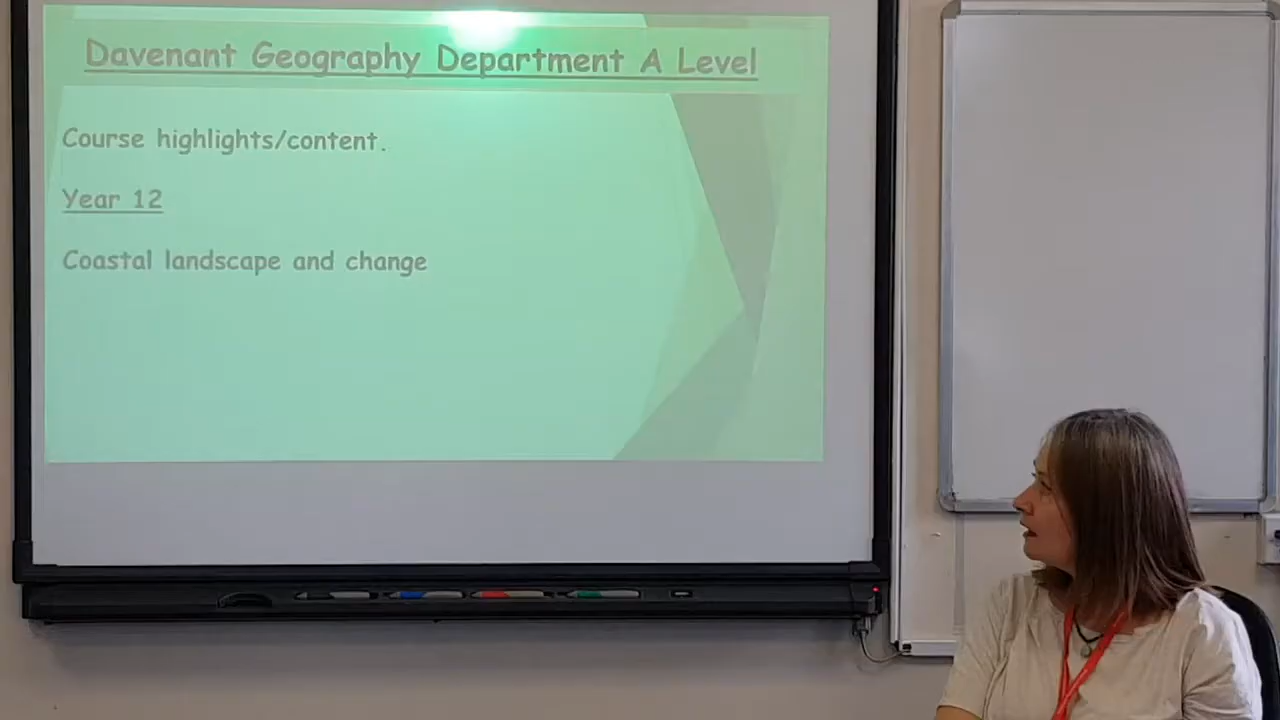 Davenant Geography Department A Level
Course highlights/content.
Year 12
Coastal landscape and change